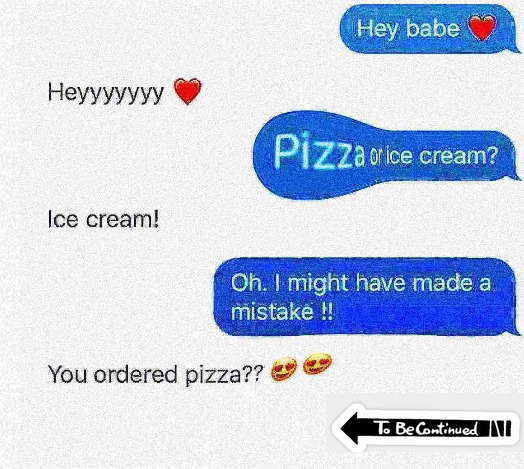 Hey babe ❤️
Heyyyyyyy ❤️
Pizza or ice cream?
Ice cream!
Oh. I might have made a
mistake !!
You ordered pizza?? 😍 😍
To Be Continued